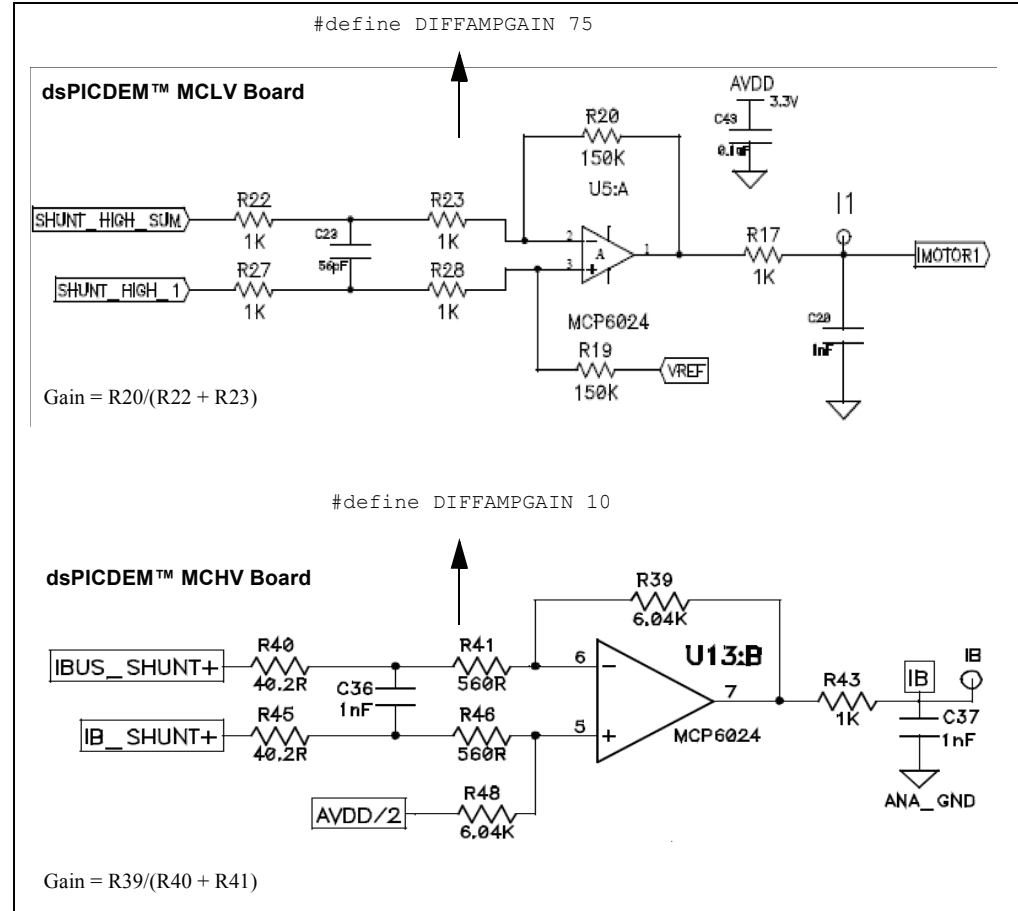 #define DIFFAMPGAIN 75
dsPICDEM™ MCLV Board
AVDD
3.3V
C43
0.1nF
R20
150K
U5:A
SHUNT_HIGH_SUM
R22
1K
C23
56pF
R23
1K
2
3
A
1
I1
R17
1K
IMOTOR1
SHUNT_HIGH_1
R27
1K
R28
1K
MCP6024
R19
150K
VREF
C20
1nF
Gain = R20/(R22 + R23)
#define DIFFAMPGAIN 10
dsPICDEM™ MCHV Board
R39
6.04K
IBUS_SHUNT+
R40
40.2R
C36
1nF
R41
560R
6
U13:B
7
R43
1K
IB
IB
C37
1nF
IB_SHUNT+
R45
40.2R
R46
560R
5
MCP6024
R48
AVDD/2
6.04K
ANA_GND
Gain = R39/(R40 + R41)